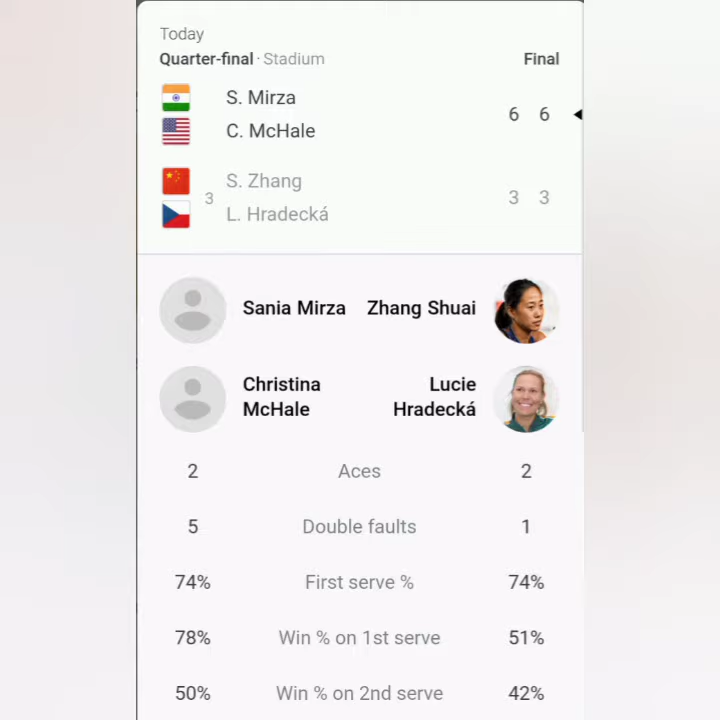 Today
Quarter-final · Stadium Final
S. Mirza
C. McHale
6 6
3
S. Zhang
L. Hradecká
3 3
Sania Mirza Zhang Shuai
Christina McHale
Lucie Hradecká
2 Aces 2
5 Double faults 1
74% First serve % 74%
78% Win % on 1st serve 51%
50% Win % on 2nd serve 42%